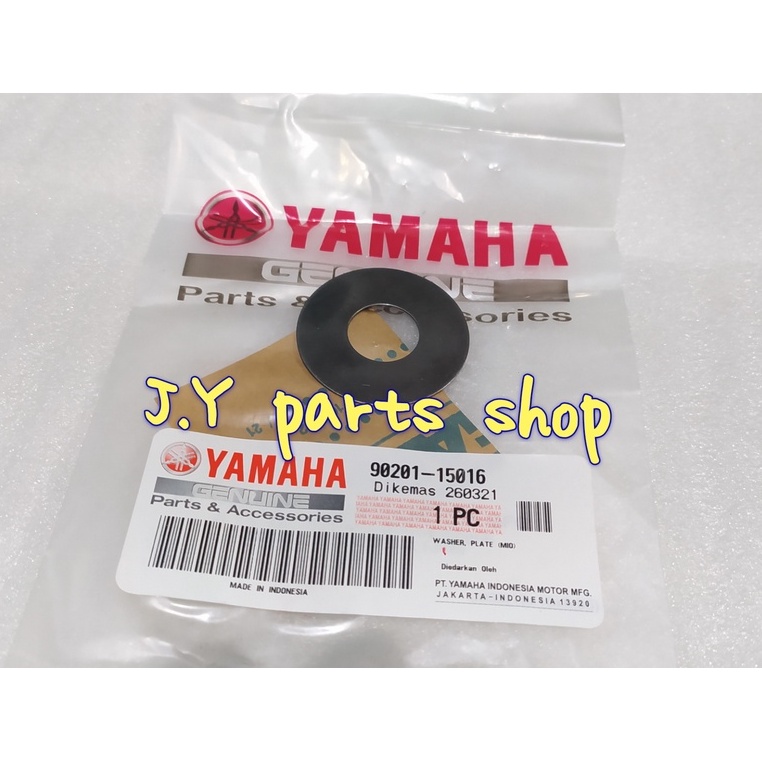 YAMAHA
GENUINE
Parts & Accessories
J.Y parts shop
YAMAHA
GENUINE
Parts & Accessories
90201-15016
Dikemas 260321
1 PC
WASHER, PLATE (MIO)
Diedarkan Oleh
PT. YAMAHA INDONESIA MOTOR MFG.
JAKARTA-INDONESIA 13920
MADE IN INDONESIA